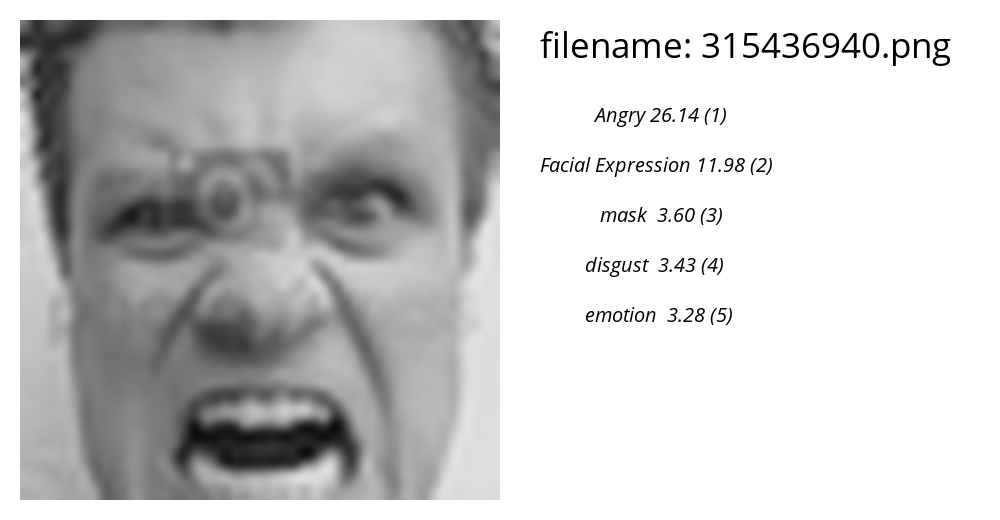 filename: 315436940.png
Angry 26.14 (1)
Facial Expression 11.98 (2)
mask 3.60 (3)
disgust 3.43 (4)
emotion 3.28 (5)